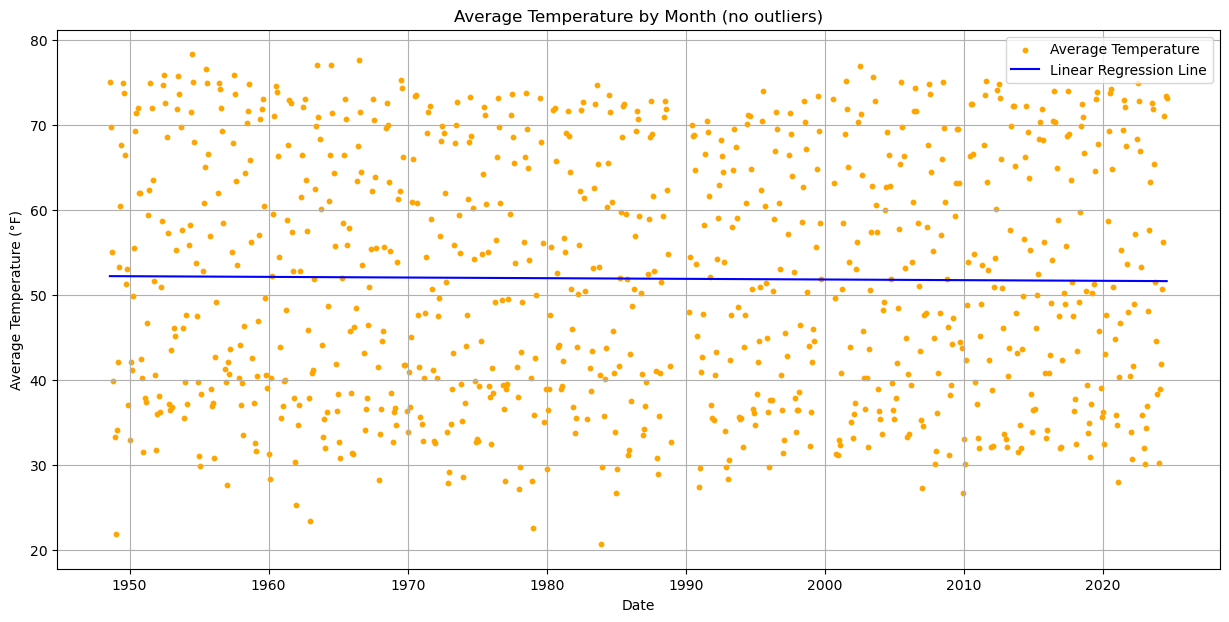 Average Temperature by Month (no outliers)
Average Temperature
Linear Regression Line
Average Temperature (°F)
80
70
60
50
40
30
20
1950 1960 1970 1980 1990 2000 2010 2020
Date